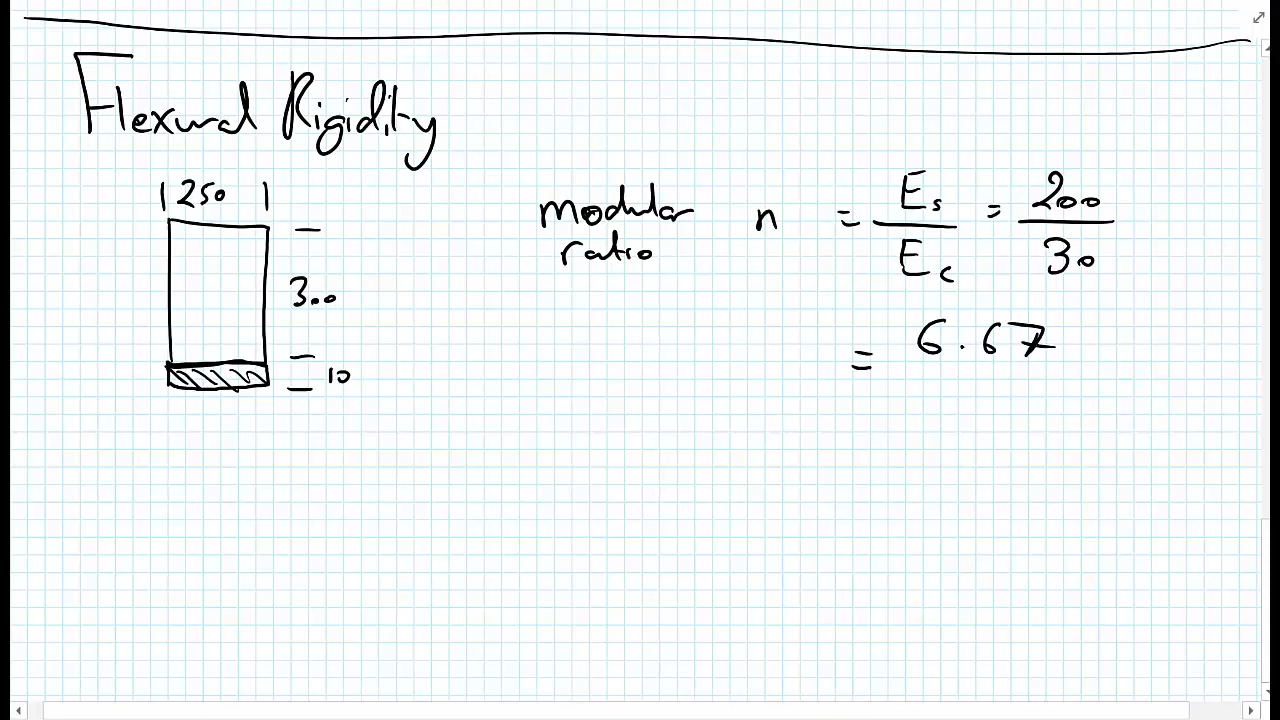 Flexural Rigidity
| 250 |
300
10
modular
ratio
n = Es / Ec = 200 / 30
= 6.67